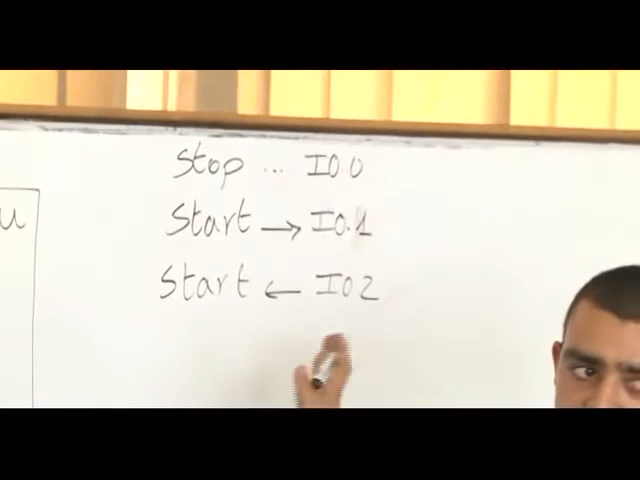 u
Stop ... I0.0
Start → I0.1
Start ← I0 2